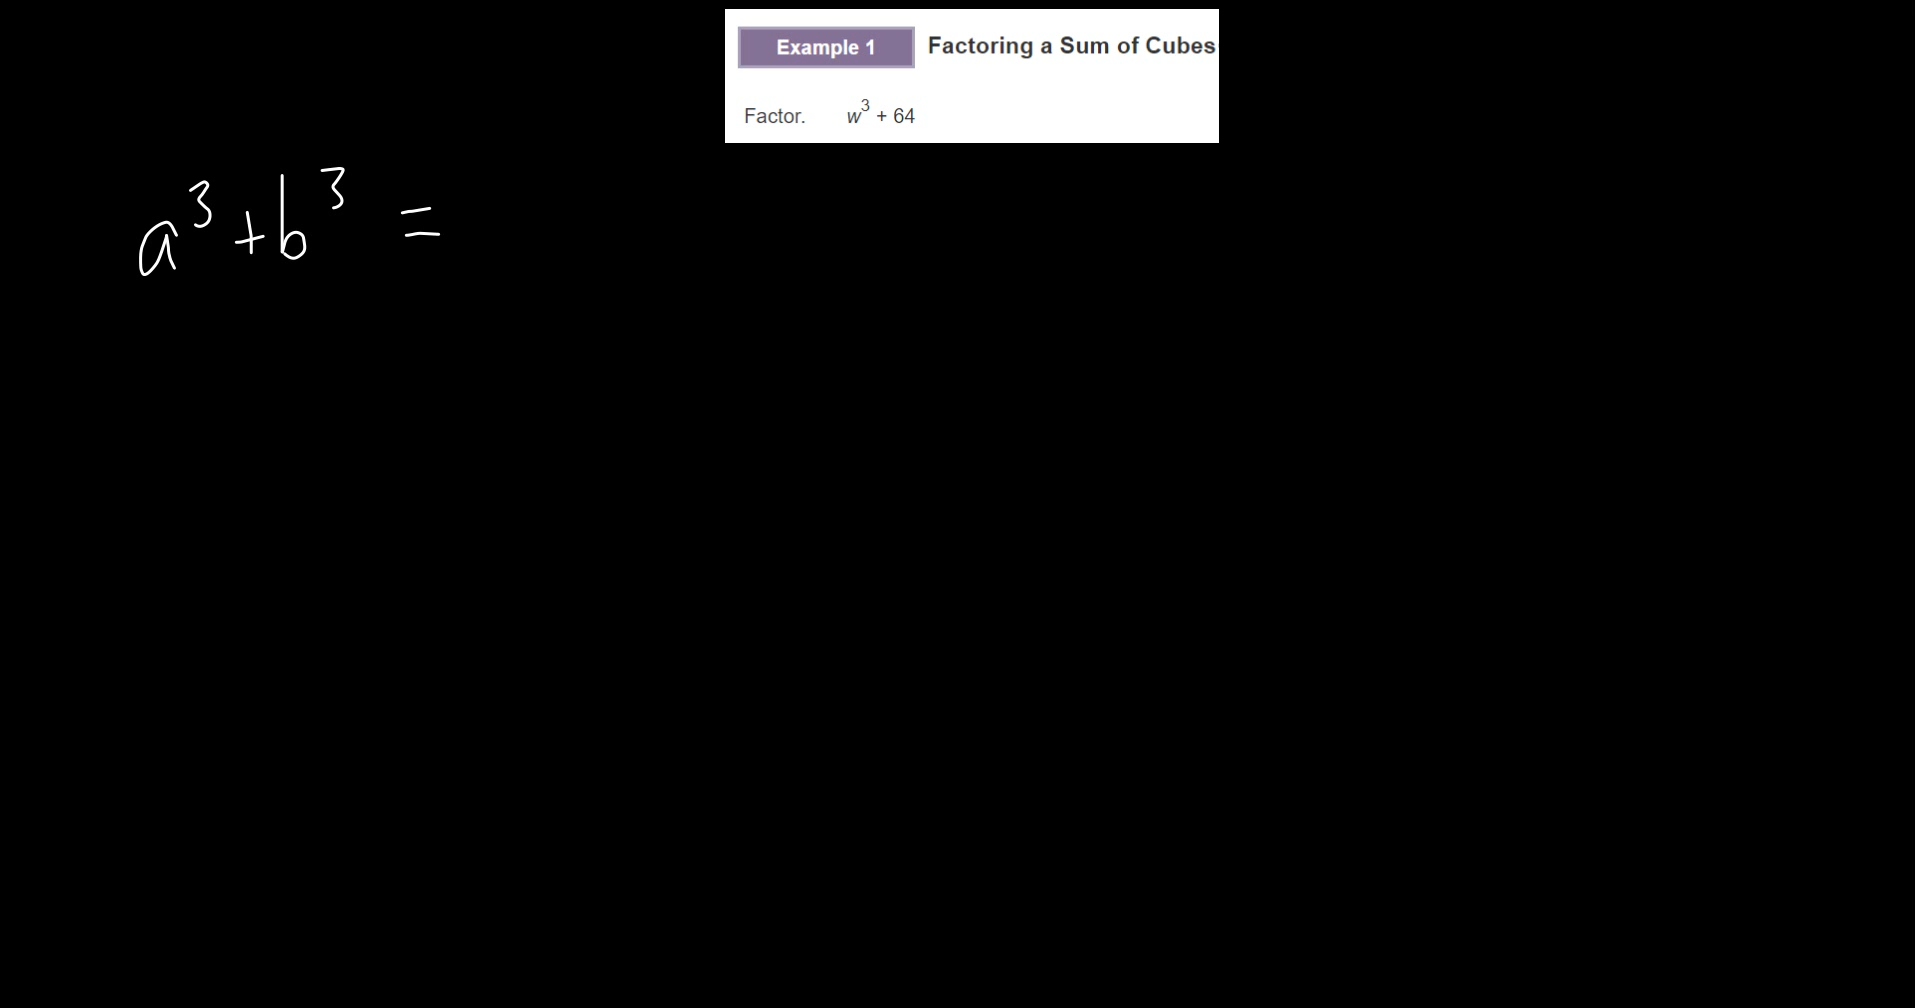 Example 1 Factoring a Sum of Cubes
Factor. w³ + 64
a³ + b³ =